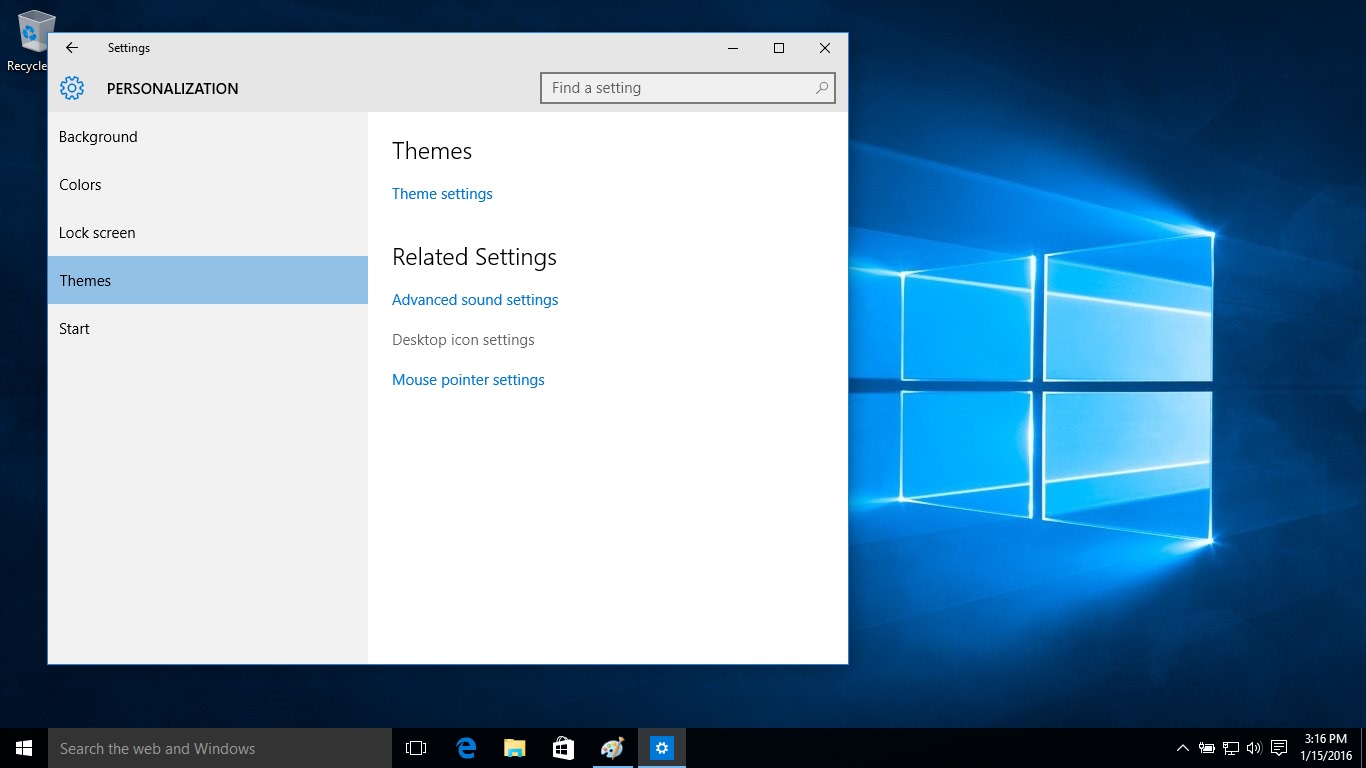 Recycle
Settings
PERSONALIZATION
Find a setting
Background
Colors
Lock screen
Themes
Start
Themes
Theme settings
Related Settings
Advanced sound settings
Desktop icon settings
Mouse pointer settings
Search the web and Windows
3:16 PM
1/15/2016